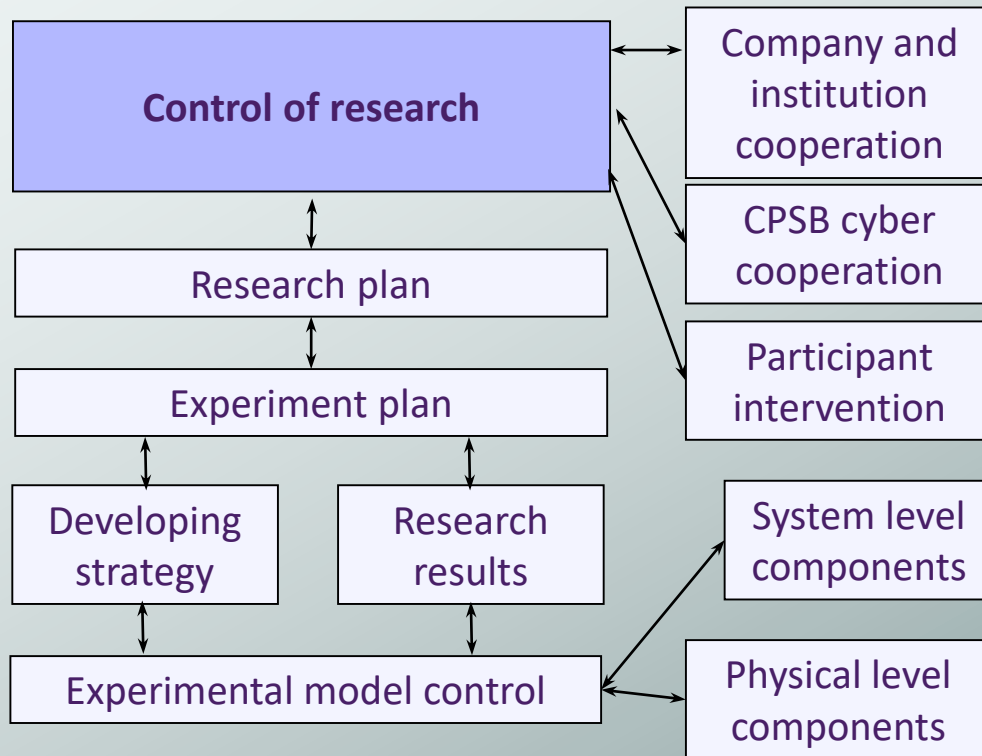 Control of research
Company and
institution
cooperation
CPSB cyber
cooperation
Research plan
Participant
intervention
Experiment plan
Developing
strategy
Research
results
System level
components
Experimental model control
Physical level
components